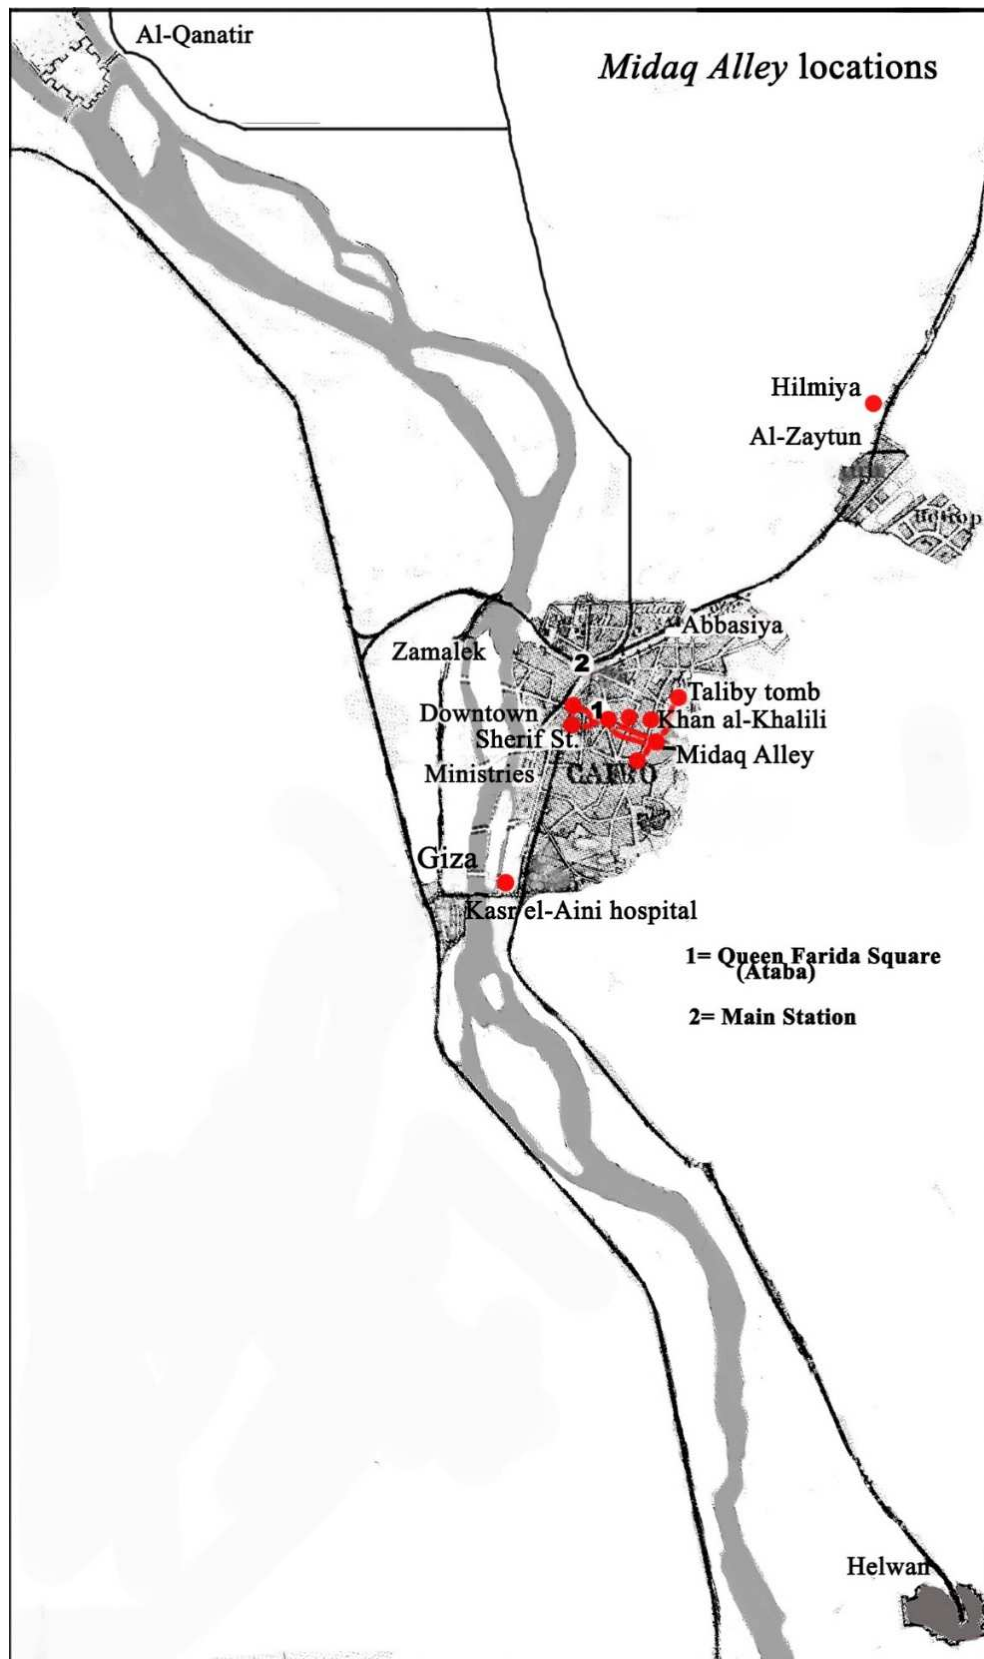 Al-Qanatir
Midaq Alley locations
Hilmiya
Al-Zaytun
Abbasiya
Zamalek
2
Taliby tomb
Downtown
1
Khan al-Khalili
Sherif St.
Midaq Alley
Ministries
CAIRO
Giza
Kasr el-Aini hospital
1= Queen Farida Square
(Ataba)
2= Main Station
Helwan